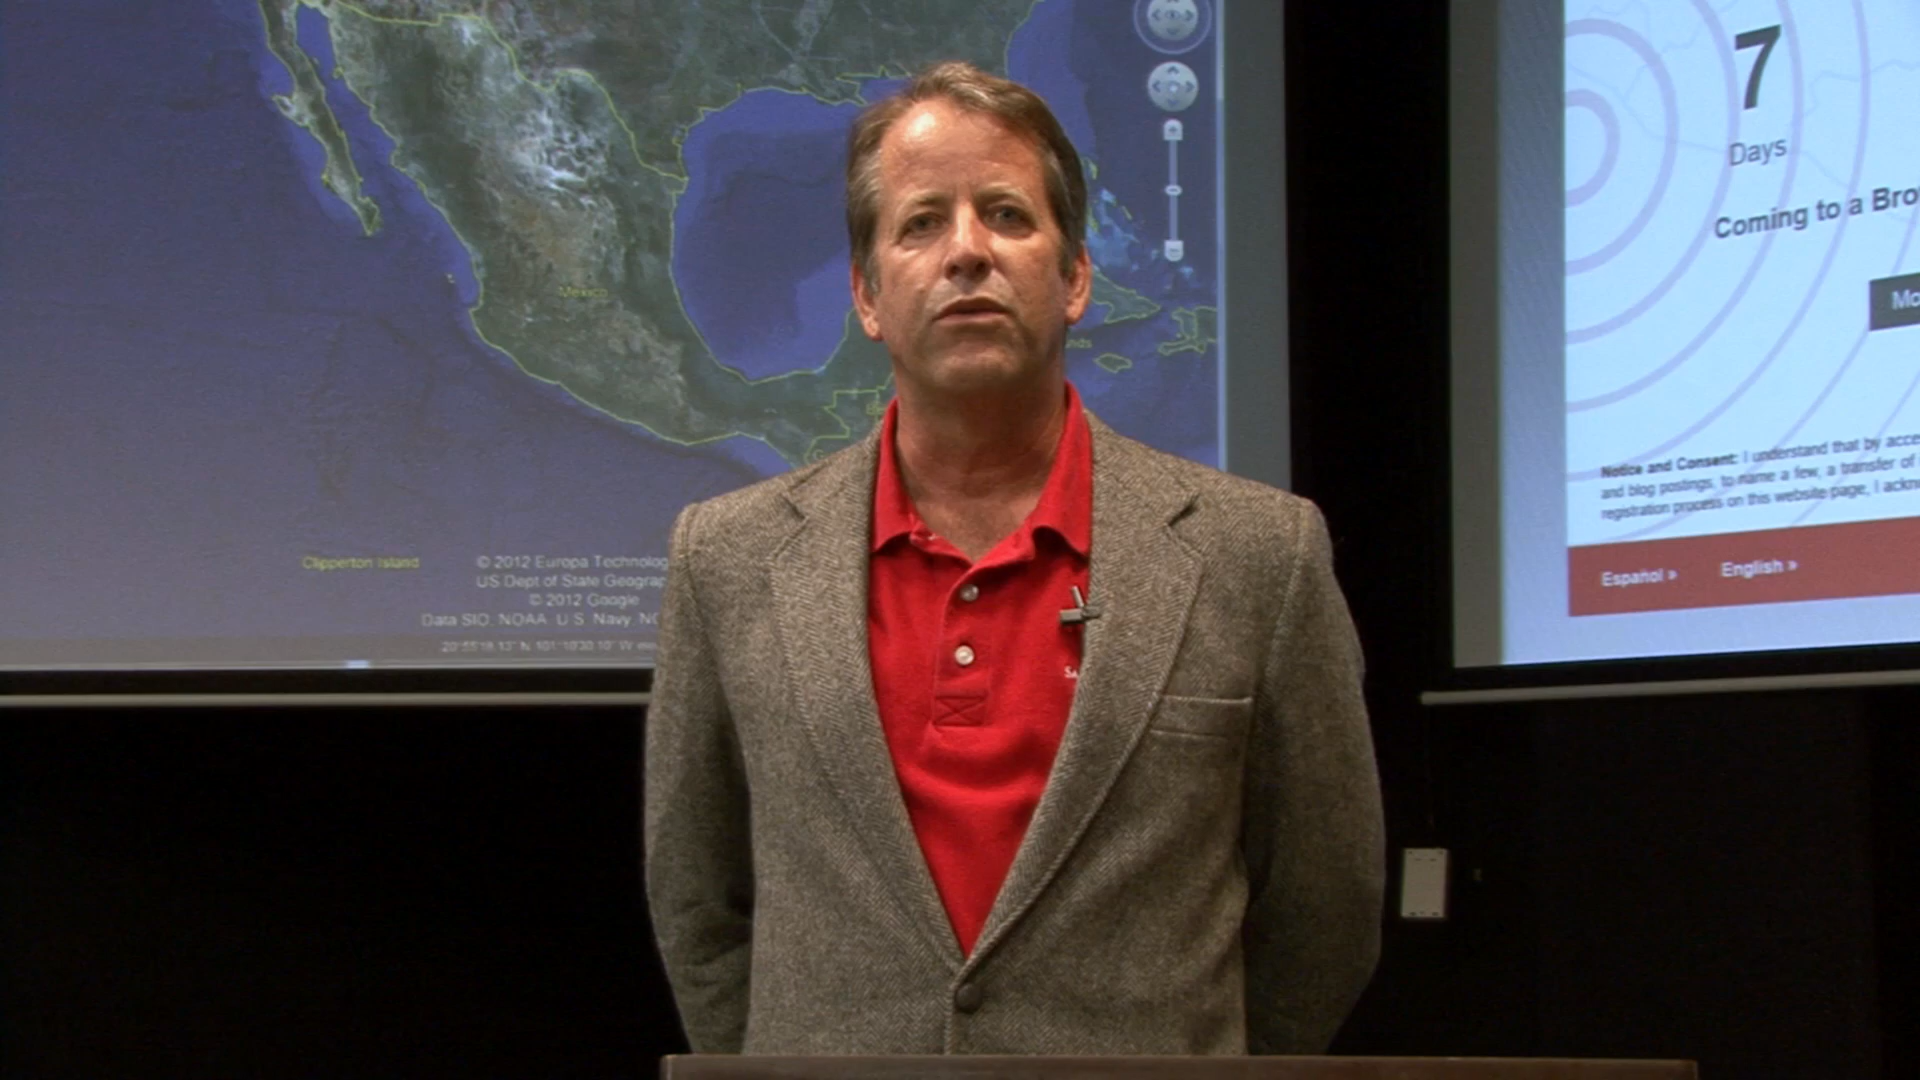 Mexico
Clipperton Island
© 2012 Europa Technolog
US Dept of State Geograp
© 2012 Google
Data SIO, NOAA, U.S. Navy, NG
7
Days
Coming to a Bro
Mo
Notice and Consent: I understand that by acce
and blog postings, to name a few, a transfer of
registration process on this website page, I ackn
Español »
English »